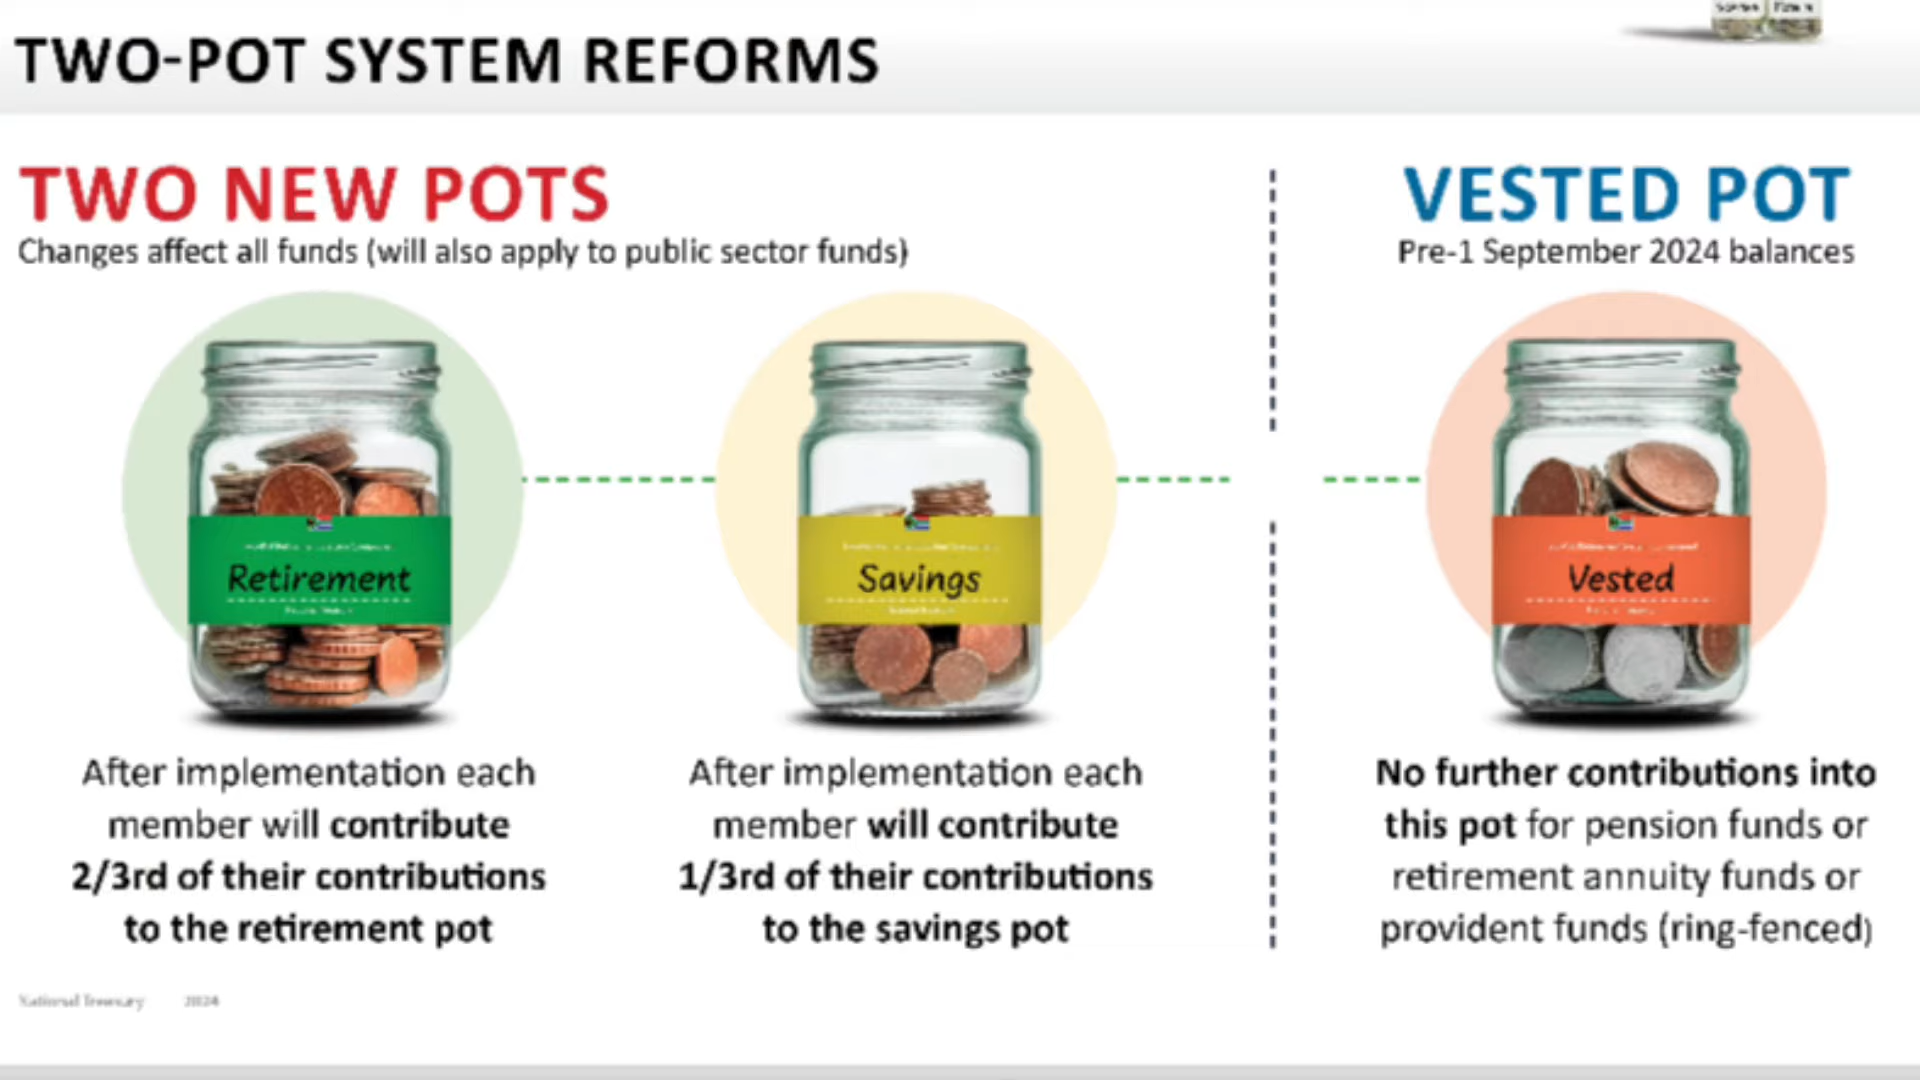 TWO-POT SYSTEM REFORMS
TWO NEW POTS
Changes affect all funds (will also apply to public sector funds)
VESTED POT
Pre-1 September 2024 balances
Retirement
Savings
Vested
After implementation each
member will contribute
2/3rd of their contributions
to the retirement pot
After implementation each
member will contribute
1/3rd of their contributions
to the savings pot
No further contributions into
this pot for pension funds or
retirement annuity funds or
provident funds (ring-fenced)
National Treasury 2024